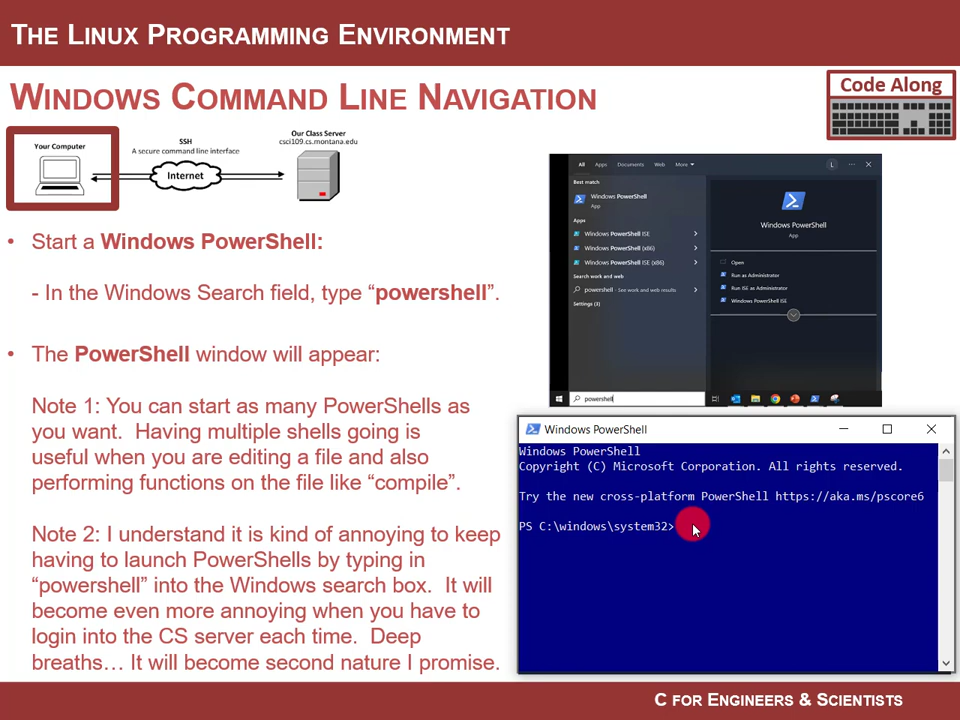 THE LINUX PROGRAMMING ENVIRONMENT
WINDOWS COMMAND LINE NAVIGATION
Code Along
Your Computer
SSH
A secure command line interface
Internet
Our Class Server
csci109.cs.montana.edu
• Start a Windows PowerShell:
- In the Windows Search field, type “powershell”.
• The PowerShell window will appear:
Note 1: You can start as many PowerShells as
you want. Having multiple shells going is
useful when you are editing a file and also
performing functions on the file like “compile”.
Note 2: I understand it is kind of annoying to keep
having to launch PowerShells by typing in
“powershell” into the Windows search box. It will
become even more annoying when you have to
login into the CS server each time. Deep
breaths… It will become second nature I promise.
All Apps Documents Web More
L ···
Best match
Windows PowerShell
App
Apps
Windows PowerShell ISE
Windows PowerShell (x86)
Windows PowerShell ISE (x86)
Search work and web
powershell - See work and web results
Settings (3)
Windows PowerShell
App
Open
Run as Administrator
Run ISE as Administrator
Windows PowerShell ISE
powershell
Windows PowerShell
Windows PowerShell
Copyright (C) Microsoft Corporation. All rights reserved.
Try the new cross-platform PowerShell https://aka.ms/pscore6
PS C:\windows\system32>
C FOR ENGINEERS & SCIENTISTS